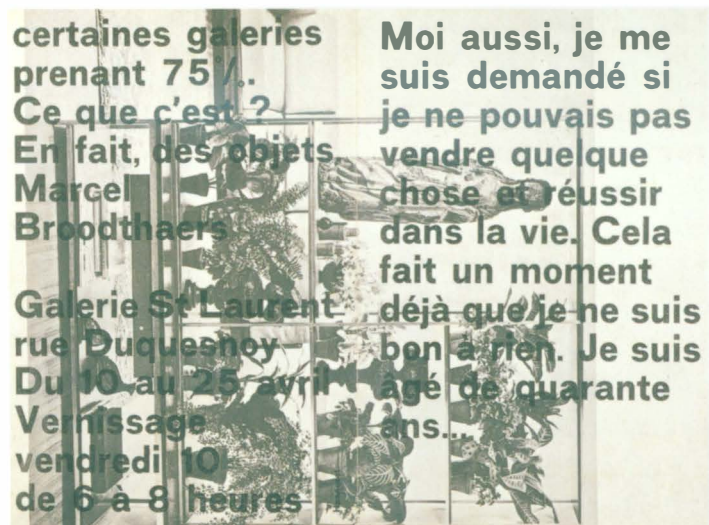 certaines galeries
prenant 75 %.
Ce que c'est ?
En fait, des objets.
Marcel
Broodthaers
Galerie St Laurent
rue Duquesnoy
Du 10 au 25 avril
Vernissage
vendredi 10
de 6 à 8 heures
Moi aussi, je me
suis demandé si
je ne pouvais pas
vendre quelque
chose et réussir
dans la vie. Cela
fait un moment
déjà que je ne suis
bon à rien. Je suis
âgé de quarante
ans...